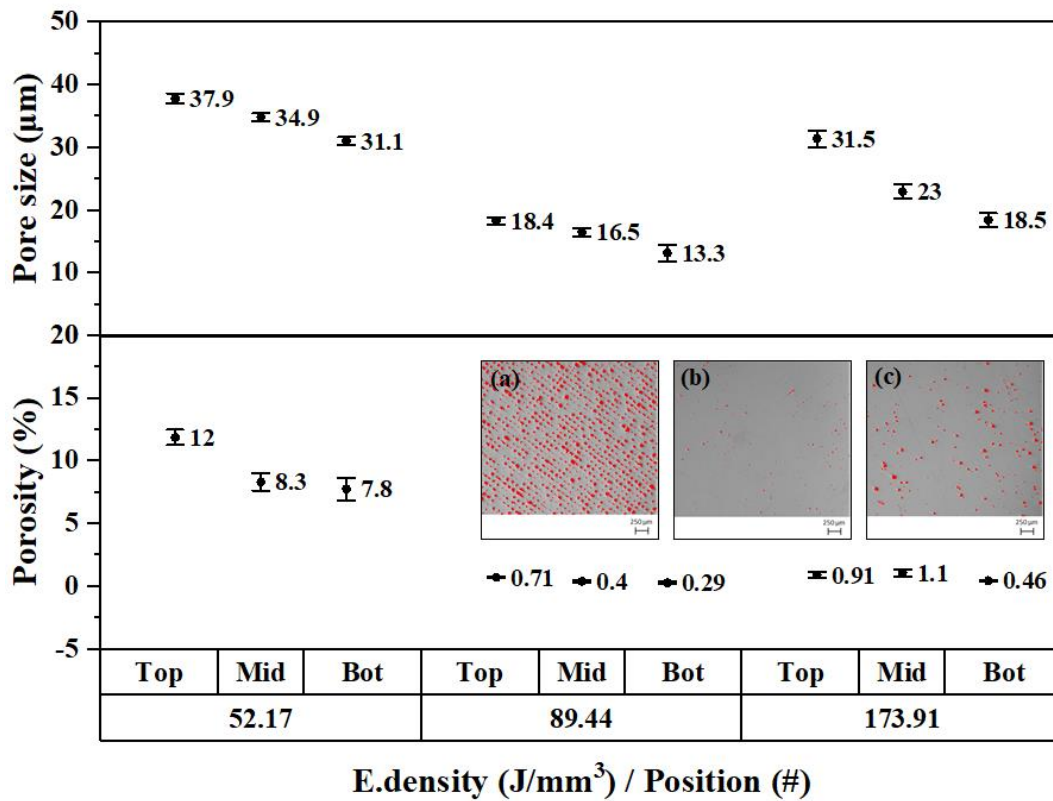 Pore size (µm)
50
40
30
20
10
37.9
34.9
31.1
18.4
16.5
13.3
31.5
23
18.5
Porosity (%)
20
15
10
5
0
-5
12
8.3
7.8
0.71
0.4
0.29
0.91
1.1
0.46
(a)
250 µm
(b)
250 µm
(c)
250 µm
Top Mid Bot Top Mid Bot Top Mid Bot
52.17 89.44 173.91
E.density (J/mm³) / Position (#)